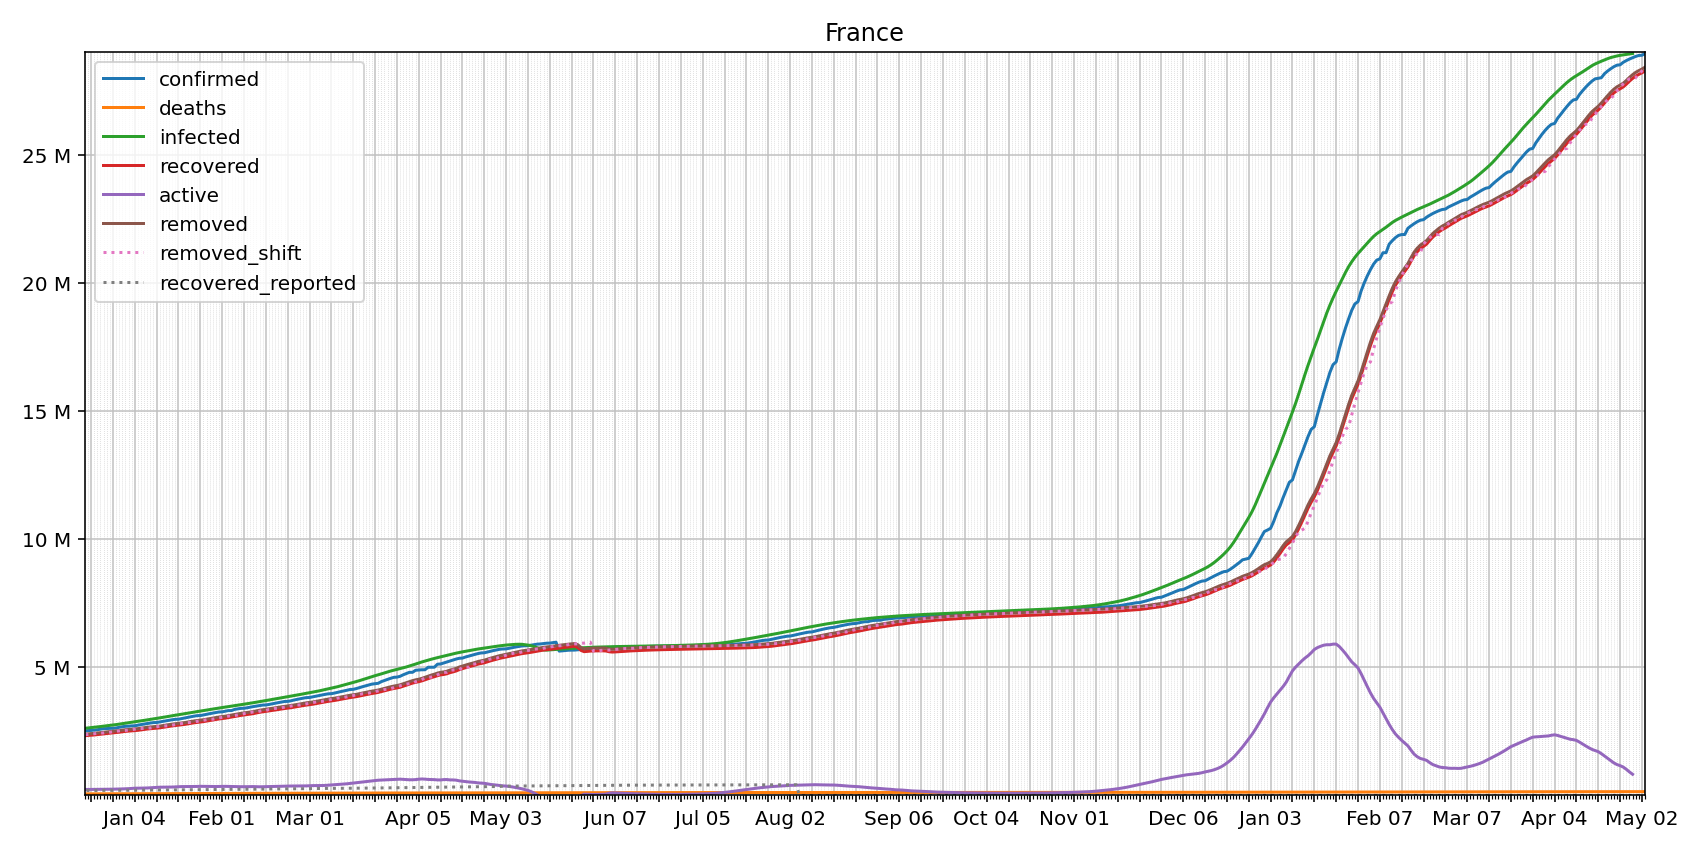 France
confirmed
deaths
infected
recovered
active
removed
removed_shift
recovered_reported
25 M
20 M
15 M
10 M
5 M
Jan 04 Feb 01 Mar 01 Apr 05 May 03 Jun 07 Jul 05 Aug 02 Sep 06 Oct 04 Nov 01 Dec 06 Jan 03 Feb 07 Mar 07 Apr 04 May 02